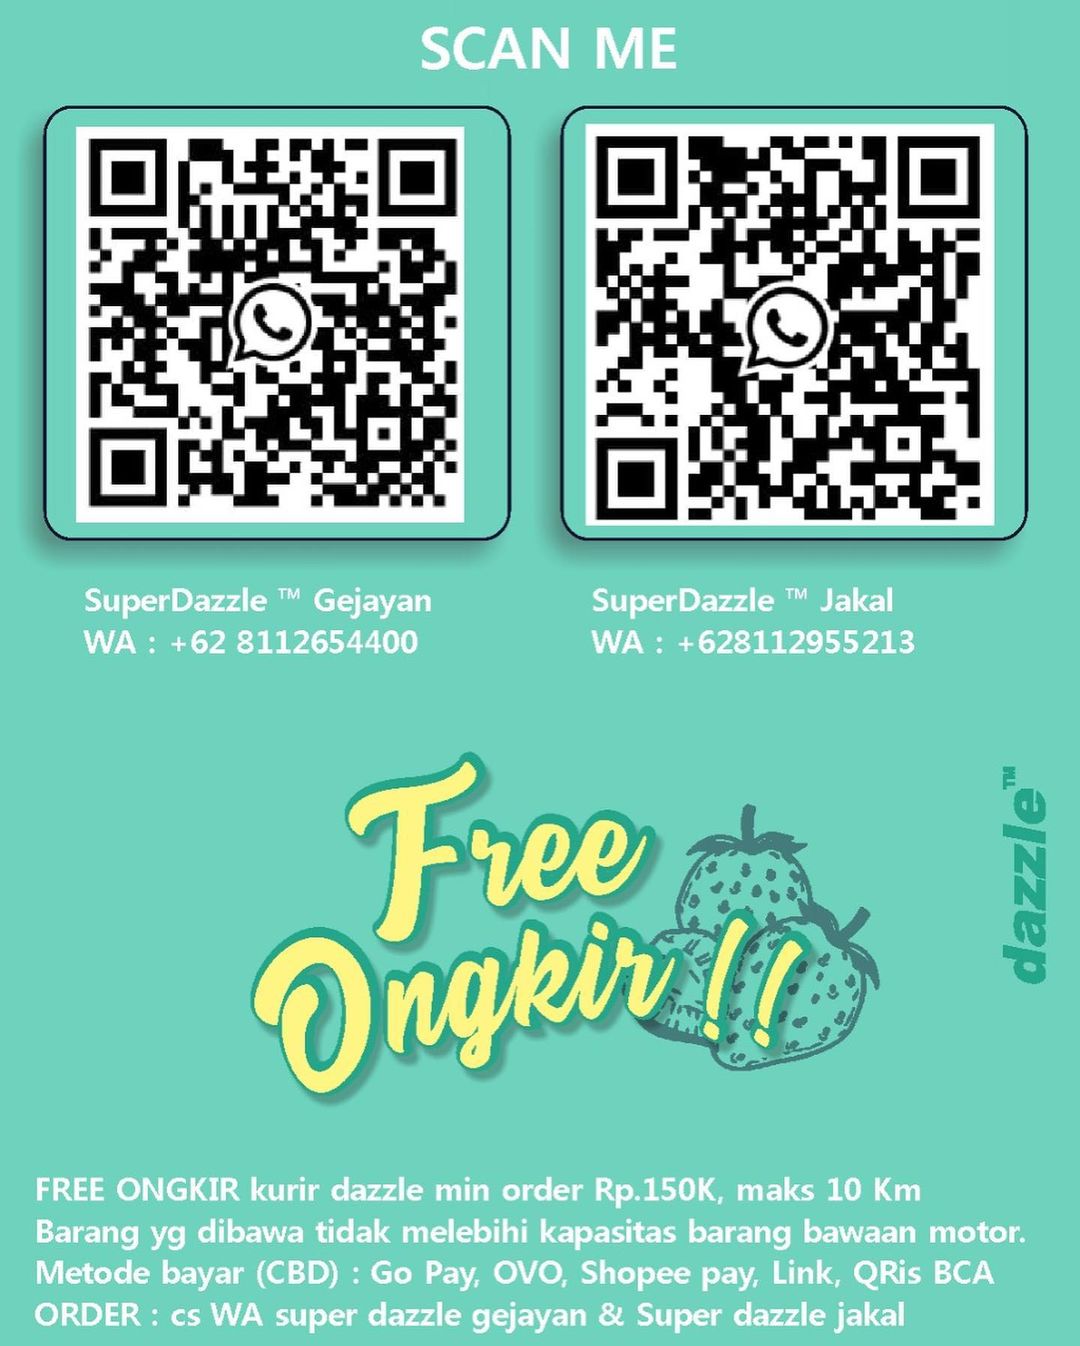 SCAN ME
SuperDazzle ™ Gejayan
WA : +62 8112654400
SuperDazzle ™ Jakal
WA : +628112955213
Free
Ongkir !!
dazzle™
FREE ONGKIR kurir dazzle min order Rp.150K, maks 10 Km
Barang yg dibawa tidak melebihi kapasitas barang bawaan motor.
Metode bayar (CBD) : Go Pay, OVO, Shopee pay, Link, QRis BCA
ORDER : cs WA super dazzle gejayan & Super dazzle jakal